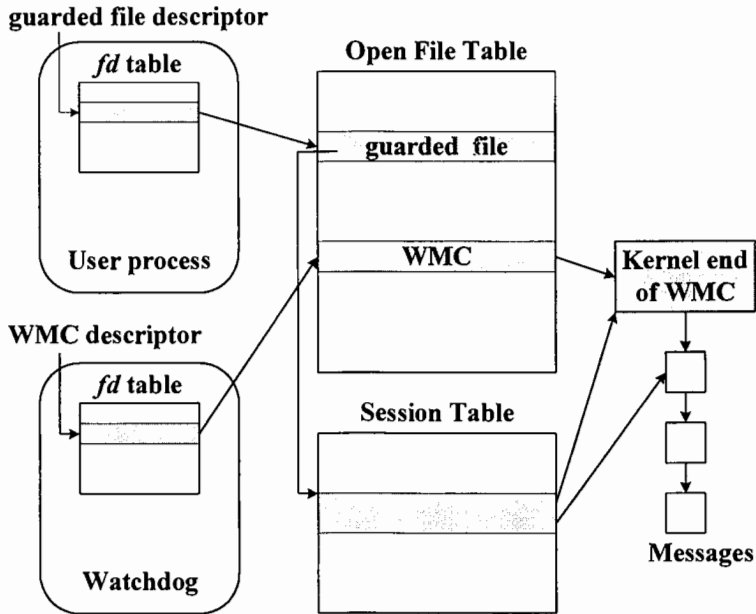 guarded file descriptor
fd table
User process
Open File Table
guarded file
WMC
Kernel end
of WMC
WMC descriptor
fd table
Watchdog
Session Table
Messages